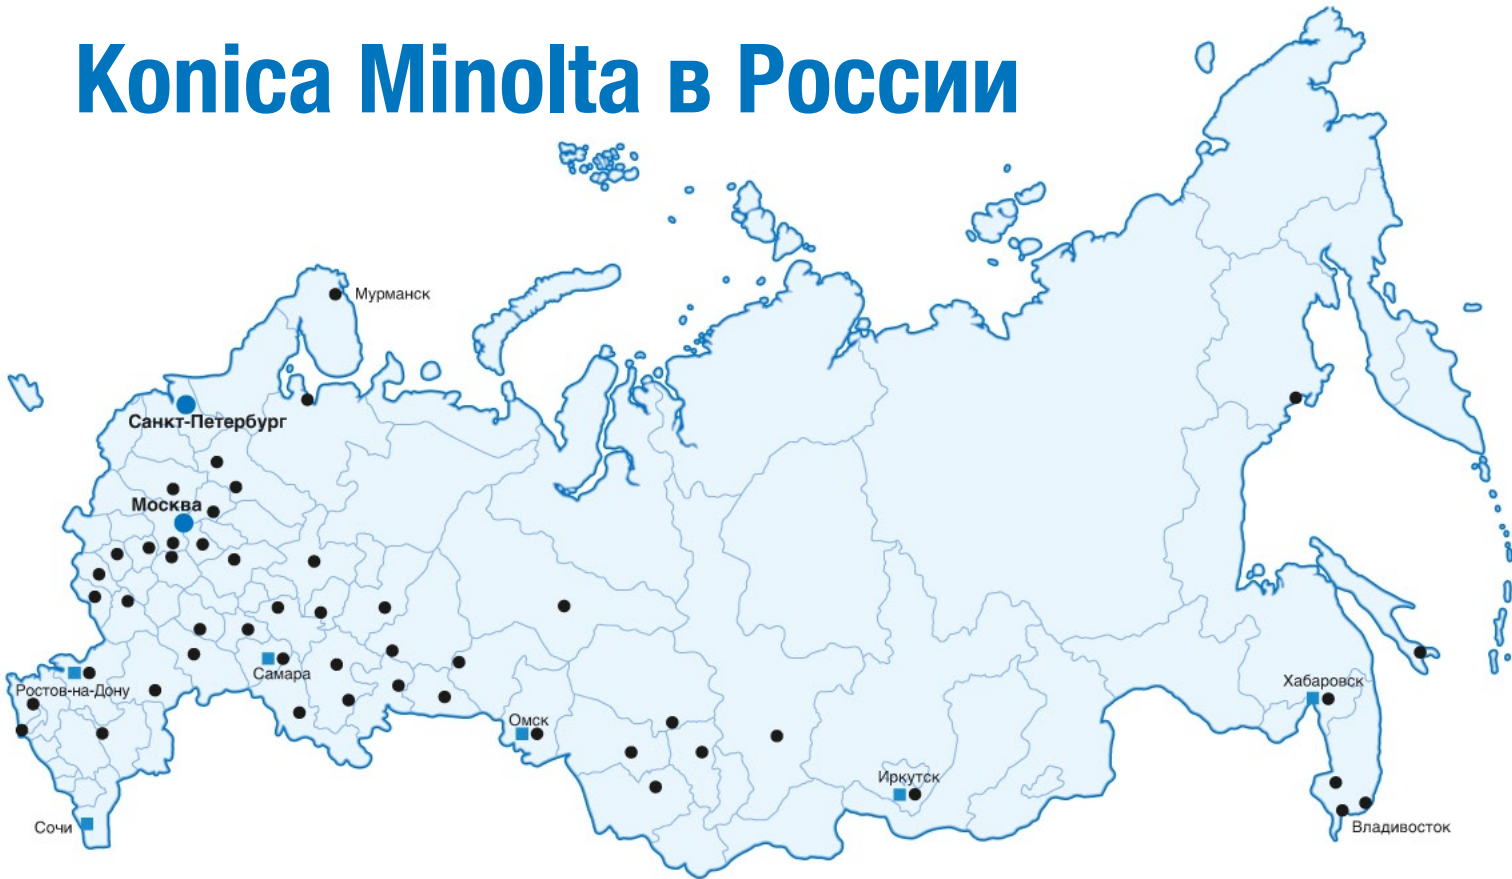 Konica Minolta в России
Мурманск
Санкт-Петербург
Москва
Самара
Ростов-на-Дону
Хабаровск
Омск
Иркутск
Сочи
Владивосток